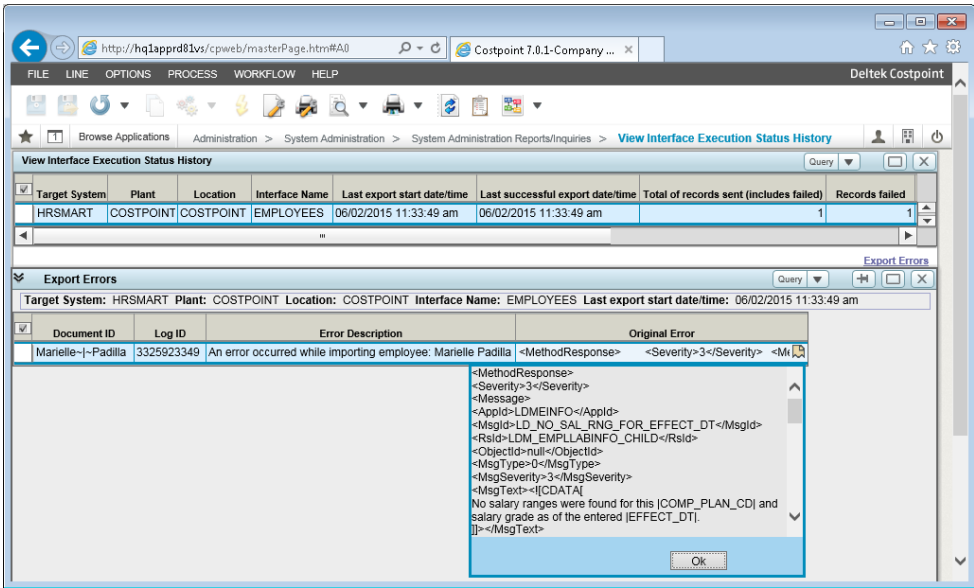 http://hq1apprd81vs/cpweb/masterPage.htm#A0
Costpoint 7.0.1-Company ...
FILE LINE OPTIONS PROCESS WORKFLOW HELP
Deltek Costpoint
Browse Applications Administration > System Administration > System Administration Reports/Inquiries > View Interface Execution Status History
View Interface Execution Status History
Query
Target System Plant Location Interface Name Last export start date/time Last successful export date/time Total of records sent (includes failed) Records failed
HRSMART COSTPOINT COSTPOINT EMPLOYEES 06/02/2015 11:33:49 am 06/02/2015 11:33:49 am 1 1
Export Errors
Export Errors
Query
Target System: HRSMART Plant: COSTPOINT Location: COSTPOINT Interface Name: EMPLOYEES Last export start date/time: 06/02/2015 11:33:49 am
Document ID Log ID Error Description Original Error
Marielle~|~Padilla 3325923349 An error occurred while importing employee: Marielle Padilla <MethodResponse> <Severity>3</Severity> <Me
<MethodResponse>
<Severity>3</Severity>
<Message>
<AppId>LDMEINFO</AppId>
<MsgId>LD_NO_SAL_RNG_FOR_EFFECT_DT</MsgId>
<RsId>LDM_EMPLLABINFO_CHILD</RsId>
<ObjectId>null</ObjectId>
<MsgType>0</MsgType>
<MsgSeverity>3</MsgSeverity>
<MsgText><![CDATA[
No salary ranges were found for this |COMP_PLAN_CD| and
salary grade as of the entered |EFFECT_DT|.
]]></MsgText>
Ok